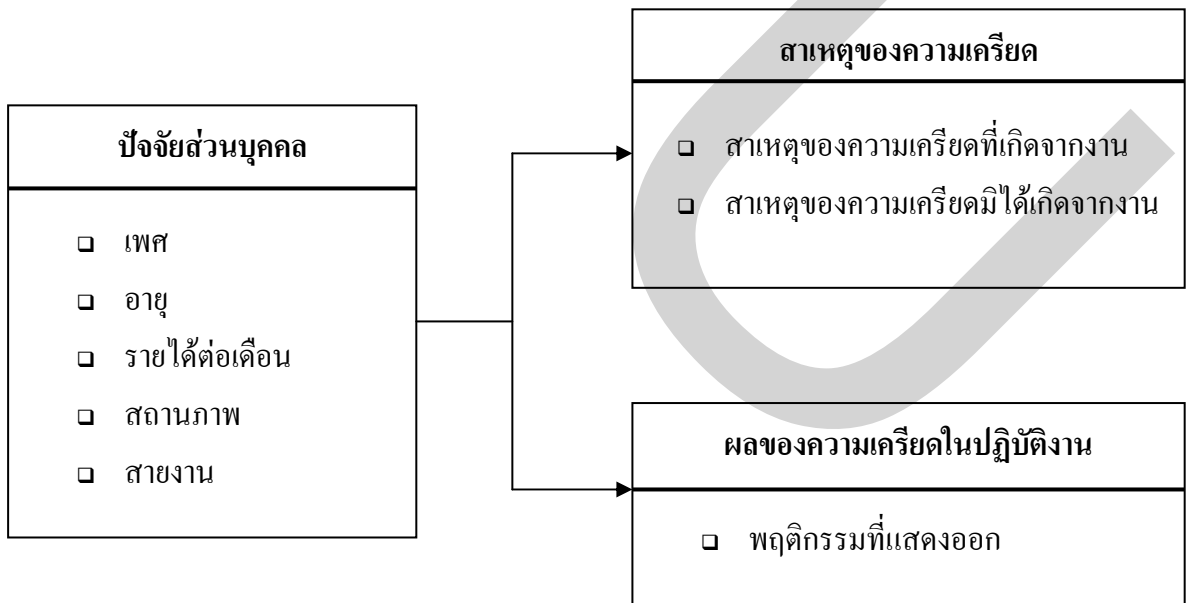 ปัจจัยส่วนบุคคล
❑ เพศ
❑ อายุ
❑ รายได้ต่อเดือน
❑ สถานภาพ
❑ สายงาน
สาเหตุของความเครียด
❑ สาเหตุของความเครียดที่เกิดจากงาน
❑ สาเหตุของความเครียดมิได้เกิดจากงาน
ผลของความเครียดในปฏิบัติงาน
❑ พฤติกรรมที่แสดงออก